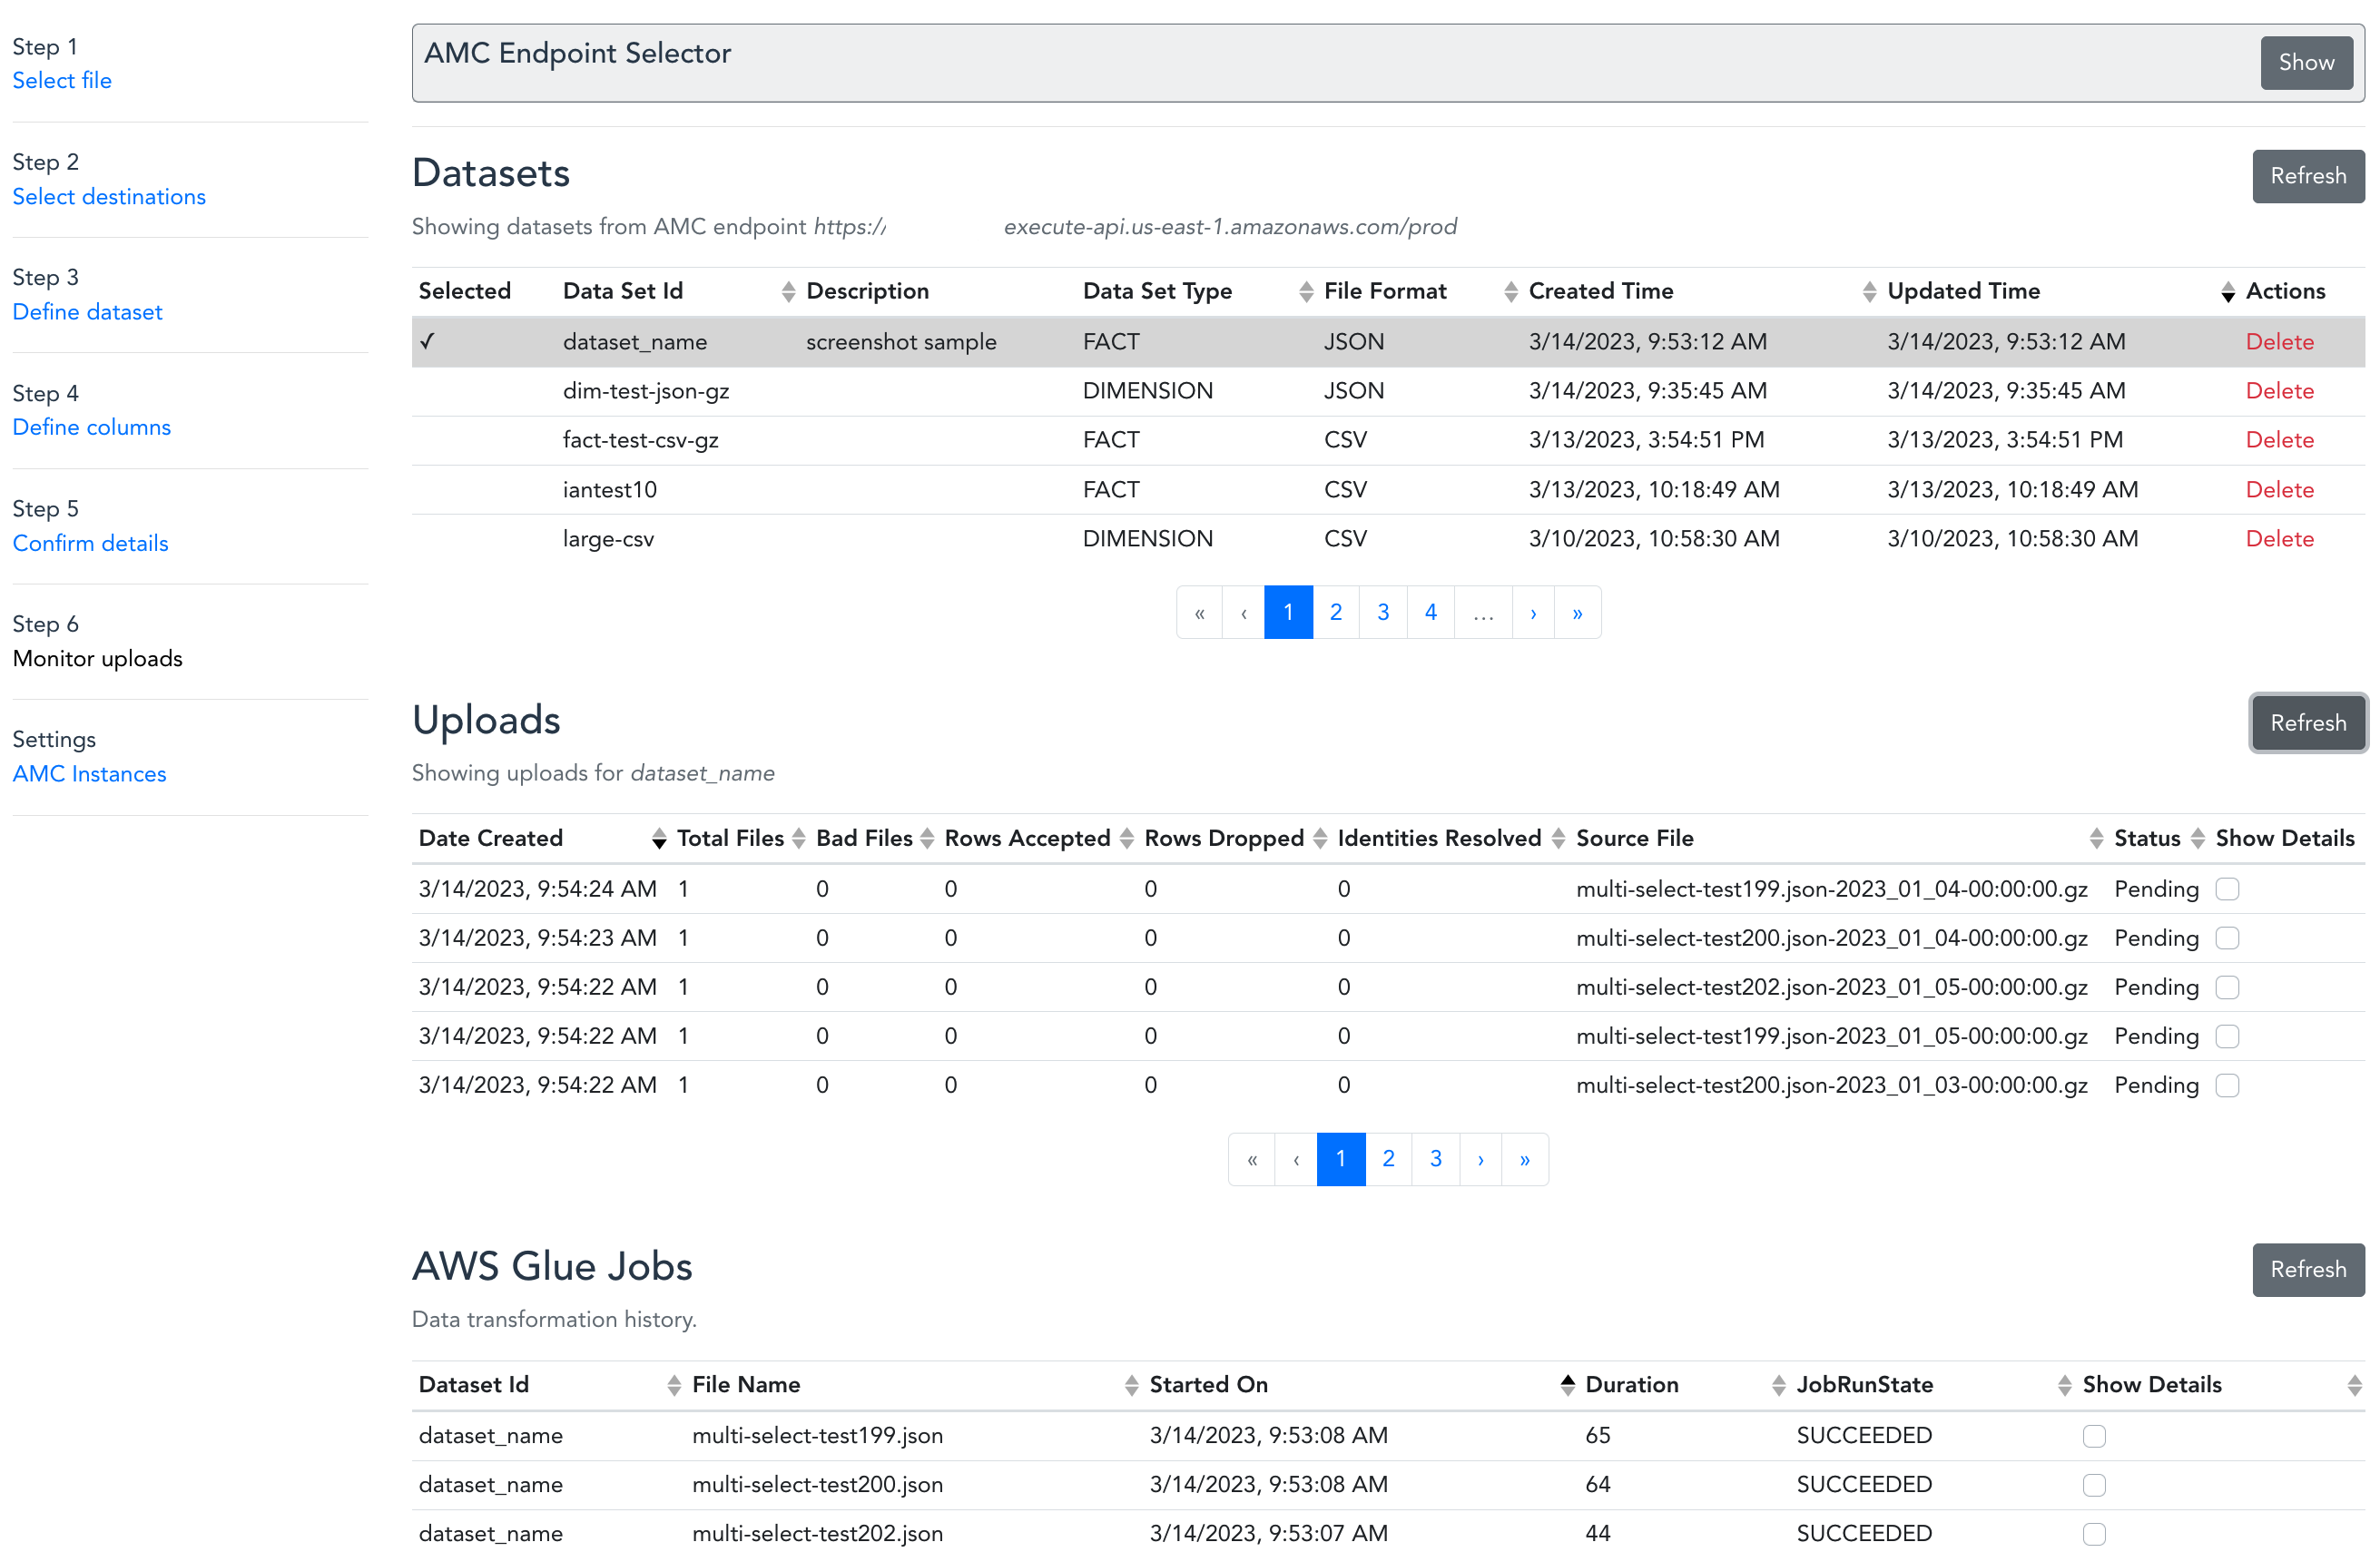 Step 1
Select file
Step 2
Select destinations
Step 3
Define dataset
Step 4
Define columns
Step 5
Confirm details
Step 6
Monitor uploads
Settings
AMC Instances
AMC Endpoint Selector
Show
Datasets
Refresh
Showing datasets from AMC endpoint https:// execute-api.us-east-1.amazonaws.com/prod
Selected Data Set Id Description Data Set Type File Format Created Time Updated Time Actions
✓ dataset_name screenshot sample FACT JSON 3/14/2023, 9:53:12 AM 3/14/2023, 9:53:12 AM Delete
dim-test-json-gz DIMENSION JSON 3/14/2023, 9:35:45 AM 3/14/2023, 9:35:45 AM Delete
fact-test-csv-gz FACT CSV 3/13/2023, 3:54:51 PM 3/13/2023, 3:54:51 PM Delete
iantest10 FACT CSV 3/13/2023, 10:18:49 AM 3/13/2023, 10:18:49 AM Delete
large-csv DIMENSION CSV 3/10/2023, 10:58:30 AM 3/10/2023, 10:58:30 AM Delete
« ‹ 1 2 3 4 … › »
Uploads
Refresh
Showing uploads for dataset_name
Date Created Total Files Bad Files Rows Accepted Rows Dropped Identities Resolved Source File Status Show Details
3/14/2023, 9:54:24 AM 1 0 0 0 0 multi-select-test199.json-2023_01_04-00:00:00.gz Pending
3/14/2023, 9:54:23 AM 1 0 0 0 0 multi-select-test200.json-2023_01_04-00:00:00.gz Pending
3/14/2023, 9:54:22 AM 1 0 0 0 0 multi-select-test202.json-2023_01_05-00:00:00.gz Pending
3/14/2023, 9:54:22 AM 1 0 0 0 0 multi-select-test199.json-2023_01_05-00:00:00.gz Pending
3/14/2023, 9:54:22 AM 1 0 0 0 0 multi-select-test200.json-2023_01_03-00:00:00.gz Pending
« ‹ 1 2 3 › »
AWS Glue Jobs
Refresh
Data transformation history.
Dataset Id File Name Started On Duration JobRunState Show Details
dataset_name multi-select-test199.json 3/14/2023, 9:53:08 AM 65 SUCCEEDED
dataset_name multi-select-test200.json 3/14/2023, 9:53:08 AM 64 SUCCEEDED
dataset_name multi-select-test202.json 3/14/2023, 9:53:07 AM 44 SUCCEEDED